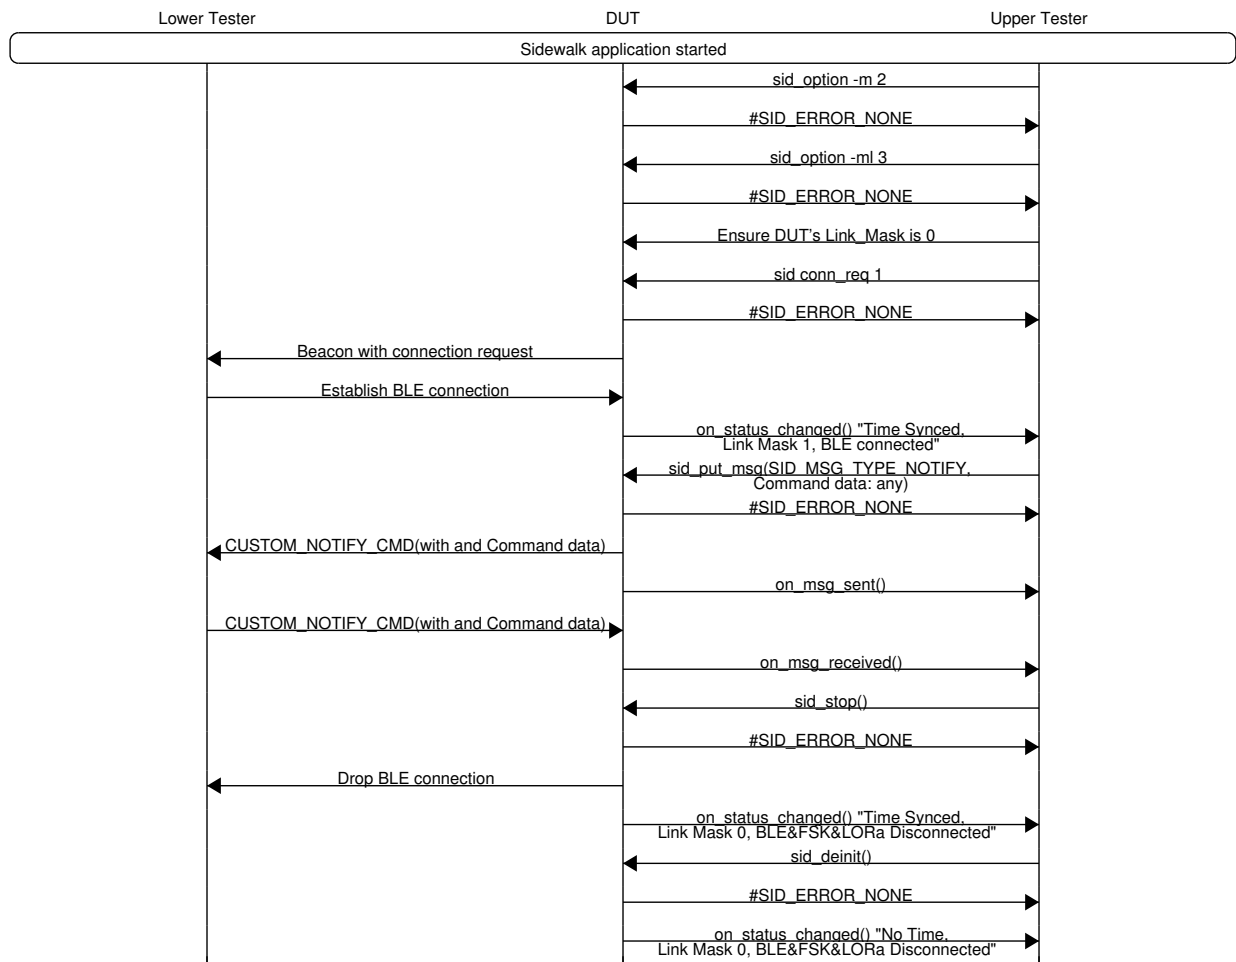 Lower Tester DUT Upper Tester
Sidewalk application started
sid_option -m 2
#SID_ERROR_NONE
sid_option -ml 3
#SID_ERROR_NONE
Ensure DUT's Link_Mask is 0
sid conn_req 1
#SID_ERROR_NONE
Beacon with connection request
Establish BLE connection
on_status_changed() "Time Synced,
Link Mask 1, BLE connected"
sid_put_msg(SID_MSG_TYPE_NOTIFY,
Command data: any)
#SID_ERROR_NONE
CUSTOM_NOTIFY_CMD(with and Command data)
on_msg_sent()
CUSTOM_NOTIFY_CMD(with and Command data)
on_msg_received()
sid_stop()
#SID_ERROR_NONE
Drop BLE connection
on_status_changed() "Time Synced,
Link Mask 0, BLE&FSK&LORa Disconnected"
sid_deinit()
#SID_ERROR_NONE
on_status_changed() "No Time,
Link Mask 0, BLE&FSK&LORa Disconnected"